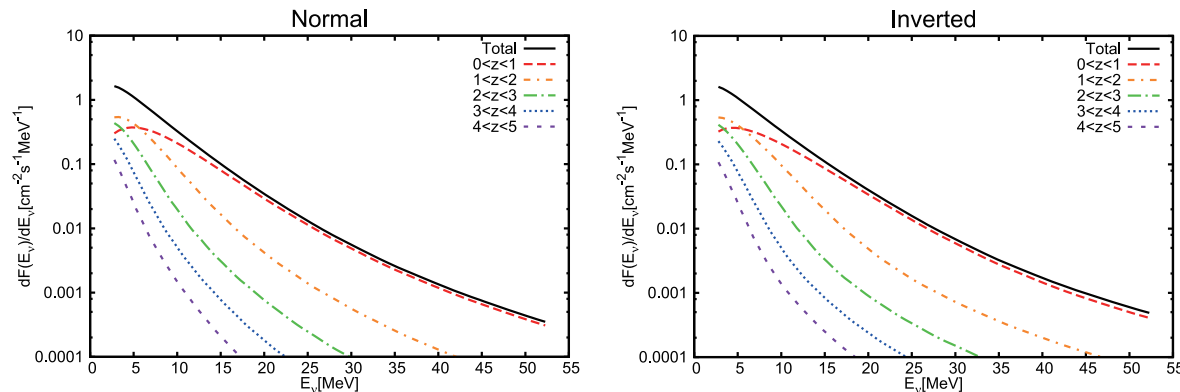 Normal
dF(Eν)/dEν[cm⁻²s⁻¹MeV⁻¹]
10
1
0.1
0.01
0.001
0.0001
Total
0<z<1
1<z<2
2<z<3
3<z<4
4<z<5
0 5 10 15 20 25 30 35 40 45 50 55
Eν[MeV]
Inverted
dF(Eν)/dEν[cm⁻²s⁻¹MeV⁻¹]
10
1
0.1
0.01
0.001
0.0001
Total
0<z<1
1<z<2
2<z<3
3<z<4
4<z<5
0 5 10 15 20 25 30 35 40 45 50 55
Eν[MeV]